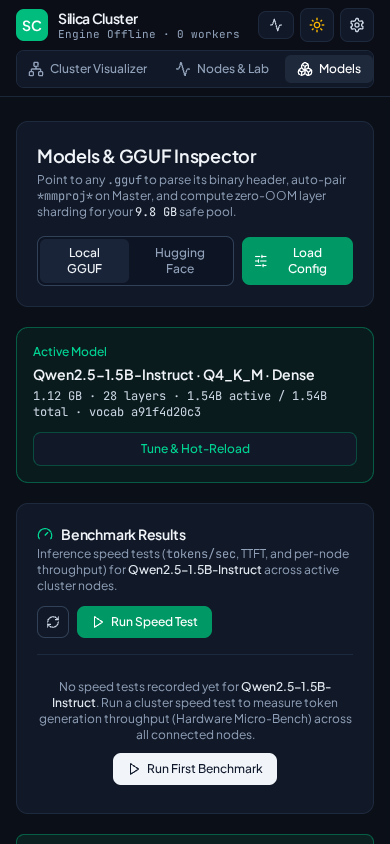 SC
Silica Cluster
Engine Offline · 0 workers
Cluster Visualizer
Nodes & Lab
Models
Models & GGUF Inspector
Point to any .gguf to parse its binary header, auto-pair
*mmproj* on Master, and compute zero-OOM layer
sharding for your 9.8 GB safe pool.
Local
GGUF
Hugging
Face
Load
Config
Active Model
Qwen2.5-1.5B-Instruct · Q4_K_M · Dense
1.12 GB · 28 layers · 1.54B active / 1.54B
total · vocab a91f4d20c3
Tune & Hot-Reload
Benchmark Results
Inference speed tests (tokens/sec, TTFT, and per-node
throughput) for Qwen2.5-1.5B-Instruct across active
cluster nodes.
Run Speed Test
No speed tests recorded yet for Qwen2.5-1.5B-
Instruct. Run a cluster speed test to measure token
generation throughput (Hardware Micro-Bench) across
all connected nodes.
Run First Benchmark